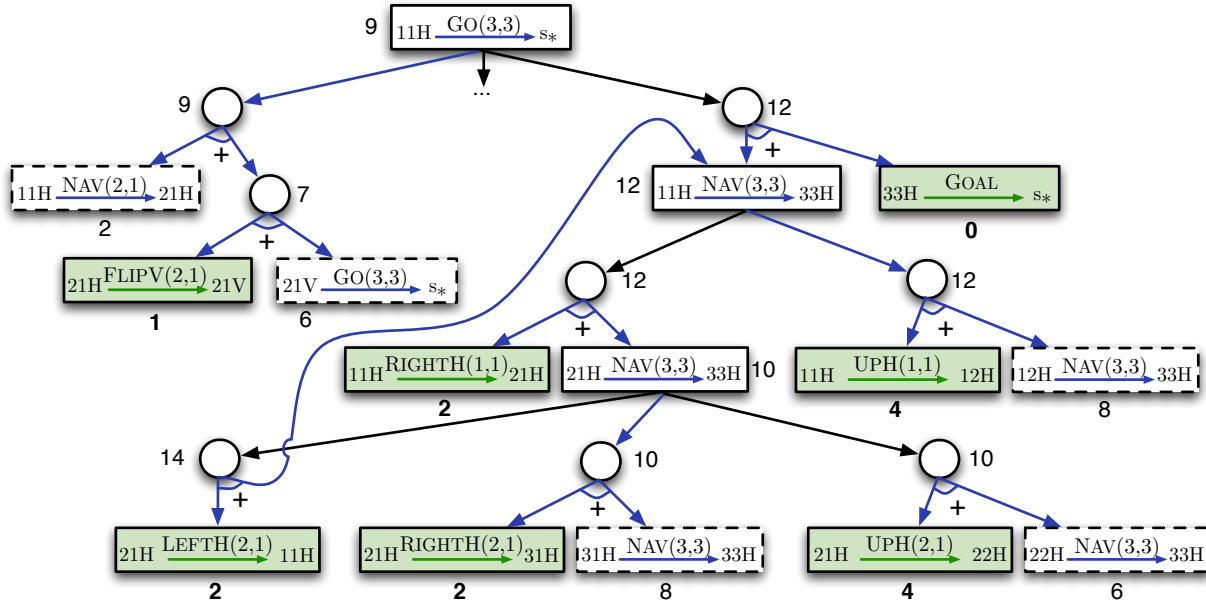 9
11H GO(3,3) s*
...
9
12
+
+
11H NAV(2,1) 21H
2
7
12
11H NAV(3,3) 33H
33H GOAL s*
0
+
21H FLIPV(2,1) 21V
1
21V GO(3,3) s*
6
12
12
+
+
11H RIGHTH(1,1) 21H
2
21H NAV(3,3) 33H
10
11H UPH(1,1) 12H
4
12H NAV(3,3) 33H
8
14
10
10
+
+
+
21H LEFTH(2,1) 11H
2
21H RIGHTH(2,1) 31H
2
31H NAV(3,3) 33H
8
21H UPH(2,1) 22H
4
22H NAV(3,3) 33H
6